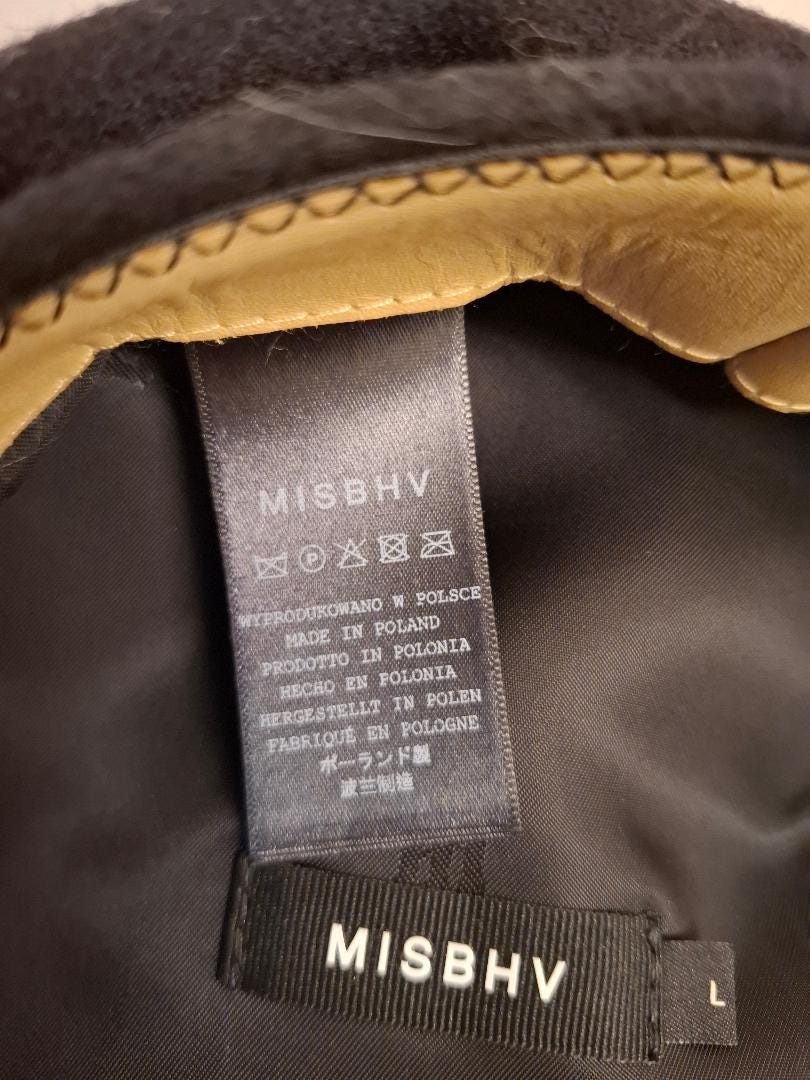 MISBHV
P
WYPRODUKOWANO W POLSCE
MADE IN POLAND
PRODOTTO IN POLONIA
HECHO EN POLONIA
HERGESTELLT IN POLEN
FABRIQUÉ EN POLOGNE
ポーランド製
波兰制造
MISBHV
L